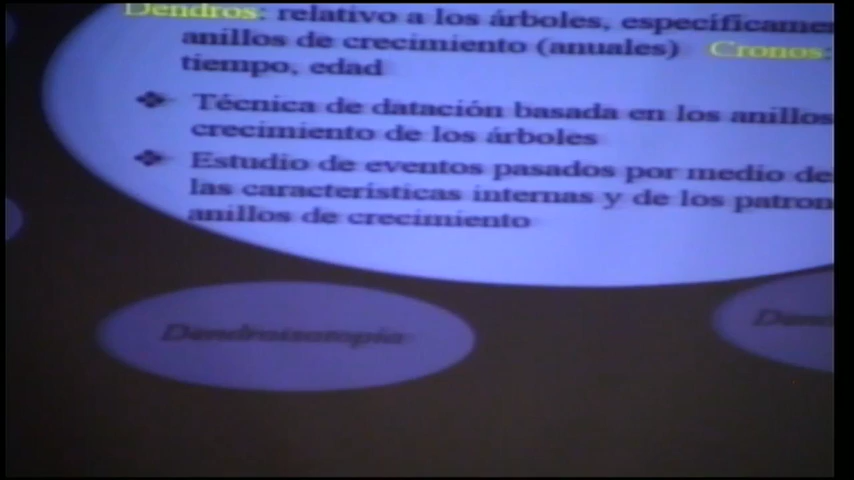 Dendros: relativo a los árboles, específicamen
anillos de crecimiento (anuales) Cronos:
tiempo, edad
Técnica de datación basada en los anillos
crecimiento de los árboles
Estudio de eventos pasados por medio de
las características internas y de los patron
anillos de crecimiento
Dendroisotopía